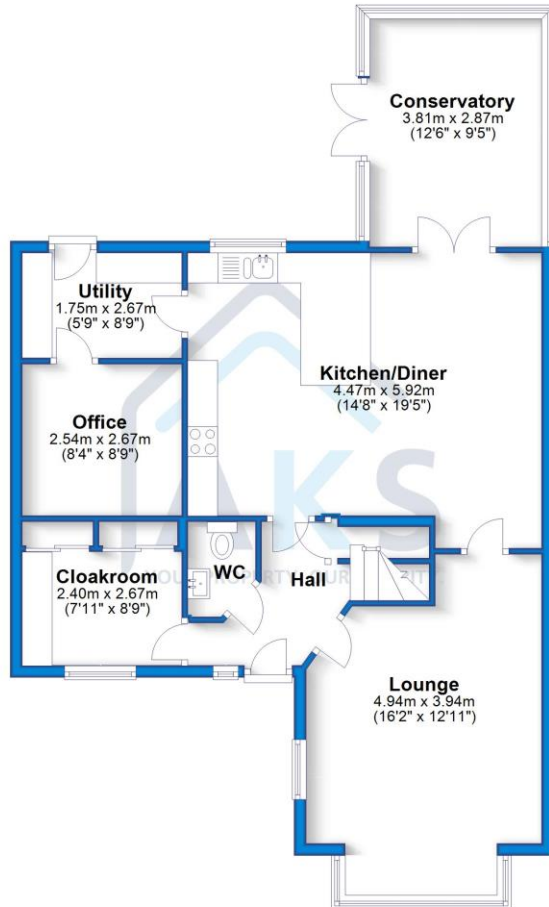 Conservatory
3.81m x 2.87m
(12'6" x 9'5")
Utility
1.75m x 2.67m
(5'9" x 8'9")
Kitchen/Diner
4.47m x 5.92m
(14'8" x 19'5")
Office
2.54m x 2.67m
(8'4" x 8'9")
AKS
Cloakroom
2.40m x 2.67m
(7'11" x 8'9")
WC
Hall
YOUR PROPERTY, OUR
Lounge
4.94m x 3.94m
(16'2" x 12'11")